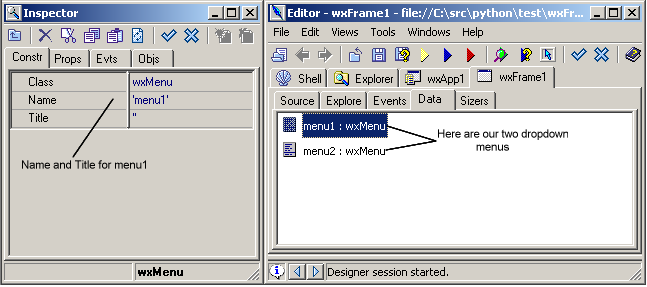 Inspector
Constr Props Evts Objs
Class wxMenu
Name 'menu1'
Title ''
Name and Title for menu1
wxMenu
Editor - wxFrame1 - file://C:\src\python\test\wxFr
File Edit Views Tools Windows Help
Shell Explorer wxApp1 wxFrame1
Source Explore Events Data Sizers
menu1 : wxMenu
menu2 : wxMenu
Here are our two dropdown
menus
Designer session started.